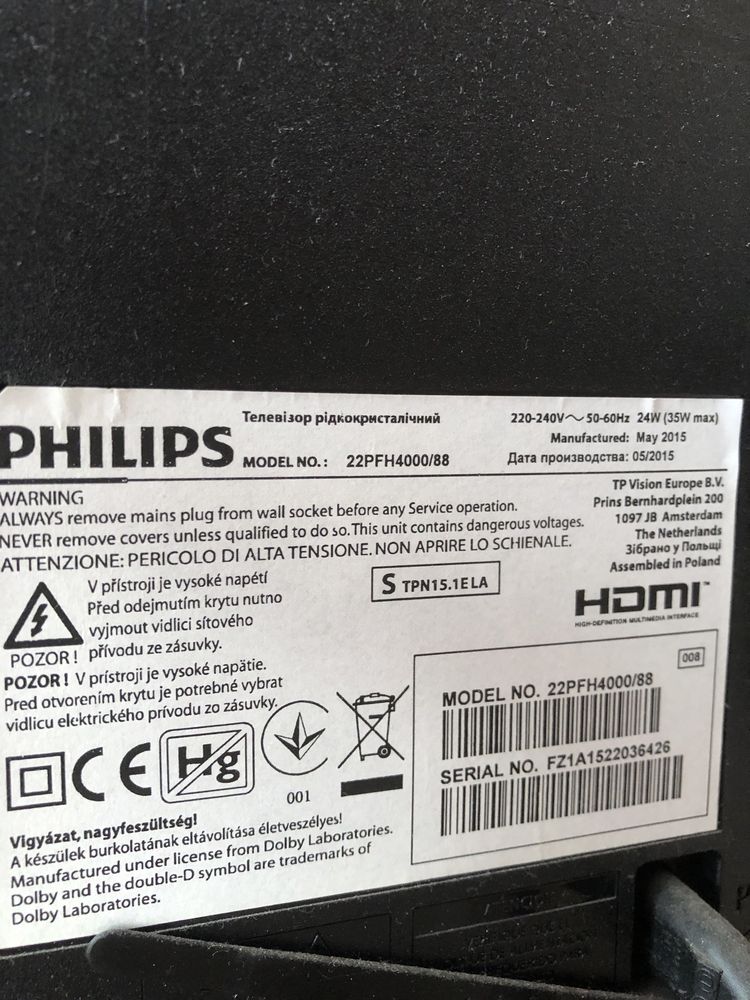 Телевізор рідкокристалічний
PHILIPS
MODEL NO.: 22PFH4000/88
220-240V ~ 50-60Hz 24W (35W max)
Manufactured: May 2015
Дата производства: 05/2015
TP Vision Europe B.V.
Prins Bernhardplein 200
1097 JB Amsterdam
The Netherlands
Зібрано у Польщі
Assembled in Poland
WARNING
ALWAYS remove mains plug from wall socket before any Service operation.
NEVER remove covers unless qualified to do so. This unit contains dangerous voltages.
ATTENZIONE: PERICOLO DI ALTA TENSIONE. NON APRIRE LO SCHIENALE.
V přístroji je vysoké napětí
Před odejmutím krytu nutno
vyjmout vidlici síťového
přívodu ze zásuvky.
POZOR !
S TPN15.1E LA
HDMI™
HIGH-DEFINITION MULTIMEDIA INTERFACE
POZOR ! V prístroji je vysoké napätie.
Pred otvorením krytu je potrebné vybrat
vidlicu elektrického prívodu zo zásuvky.
CE
Hg
001
008
MODEL NO. 22PFH4000/88
SERIAL NO. FZ1A1522036426
Vigyázat, nagyfeszültség!
A készülek burkolatának eltávolítása életveszélyes!
Manufactured under license from Dolby Laboratories.
Dolby and the double-D symbol are trademarks of
Dolby Laboratories.